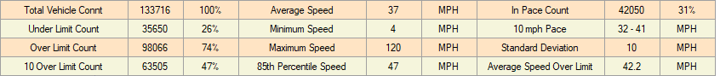 Total Vehicle Connt 133716 100% Average Speed 37 MPH In Pace Count 42050 31%
Under Limit Count 35650 26% Minimum Speed 4 MPH 10 mph Pace 32 - 41 MPH
Over Limit Count 98066 74% Maximum Speed 120 MPH Standard Deviation 10 MPH
10 Over Limit Count 63505 47% 85th Percentile Speed 47 MPH Average Speed Over Limit 42.2 MPH